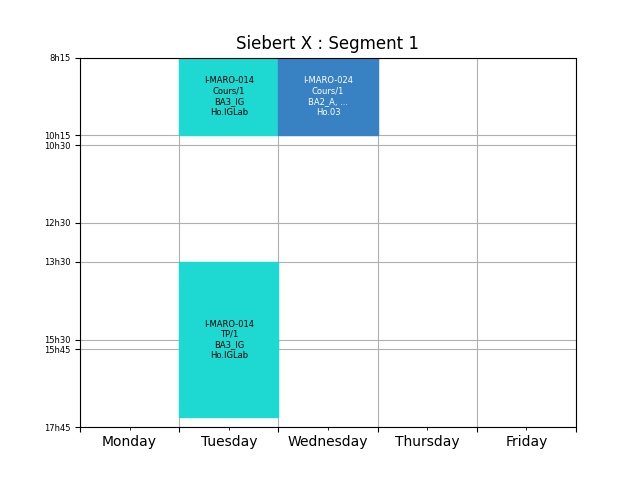 Siebert X : Segment 1
8h15
I-MARO-014
Cours/1
BA3_IG
Ho.IGLab
I-MARO-024
Cours/1
BA2_A, ...
Ho.03
10h15
10h30
12h30
13h30
I-MARO-014
TP/1
BA3_IG
Ho.IGLab
15h30
15h45
17h45
Monday
Tuesday
Wednesday
Thursday
Friday